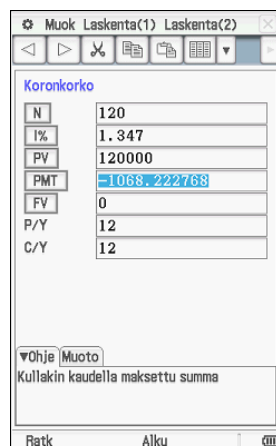 Muok Laskenta(1) Laskenta(2)
Koronkorko
N 120
I% 1.347
PV 120000
PMT -1068.222768
FV 0
P/Y 12
C/Y 12
▼Ohje Muoto
Kullakin kaudella maksettu summa
Ratk Alku